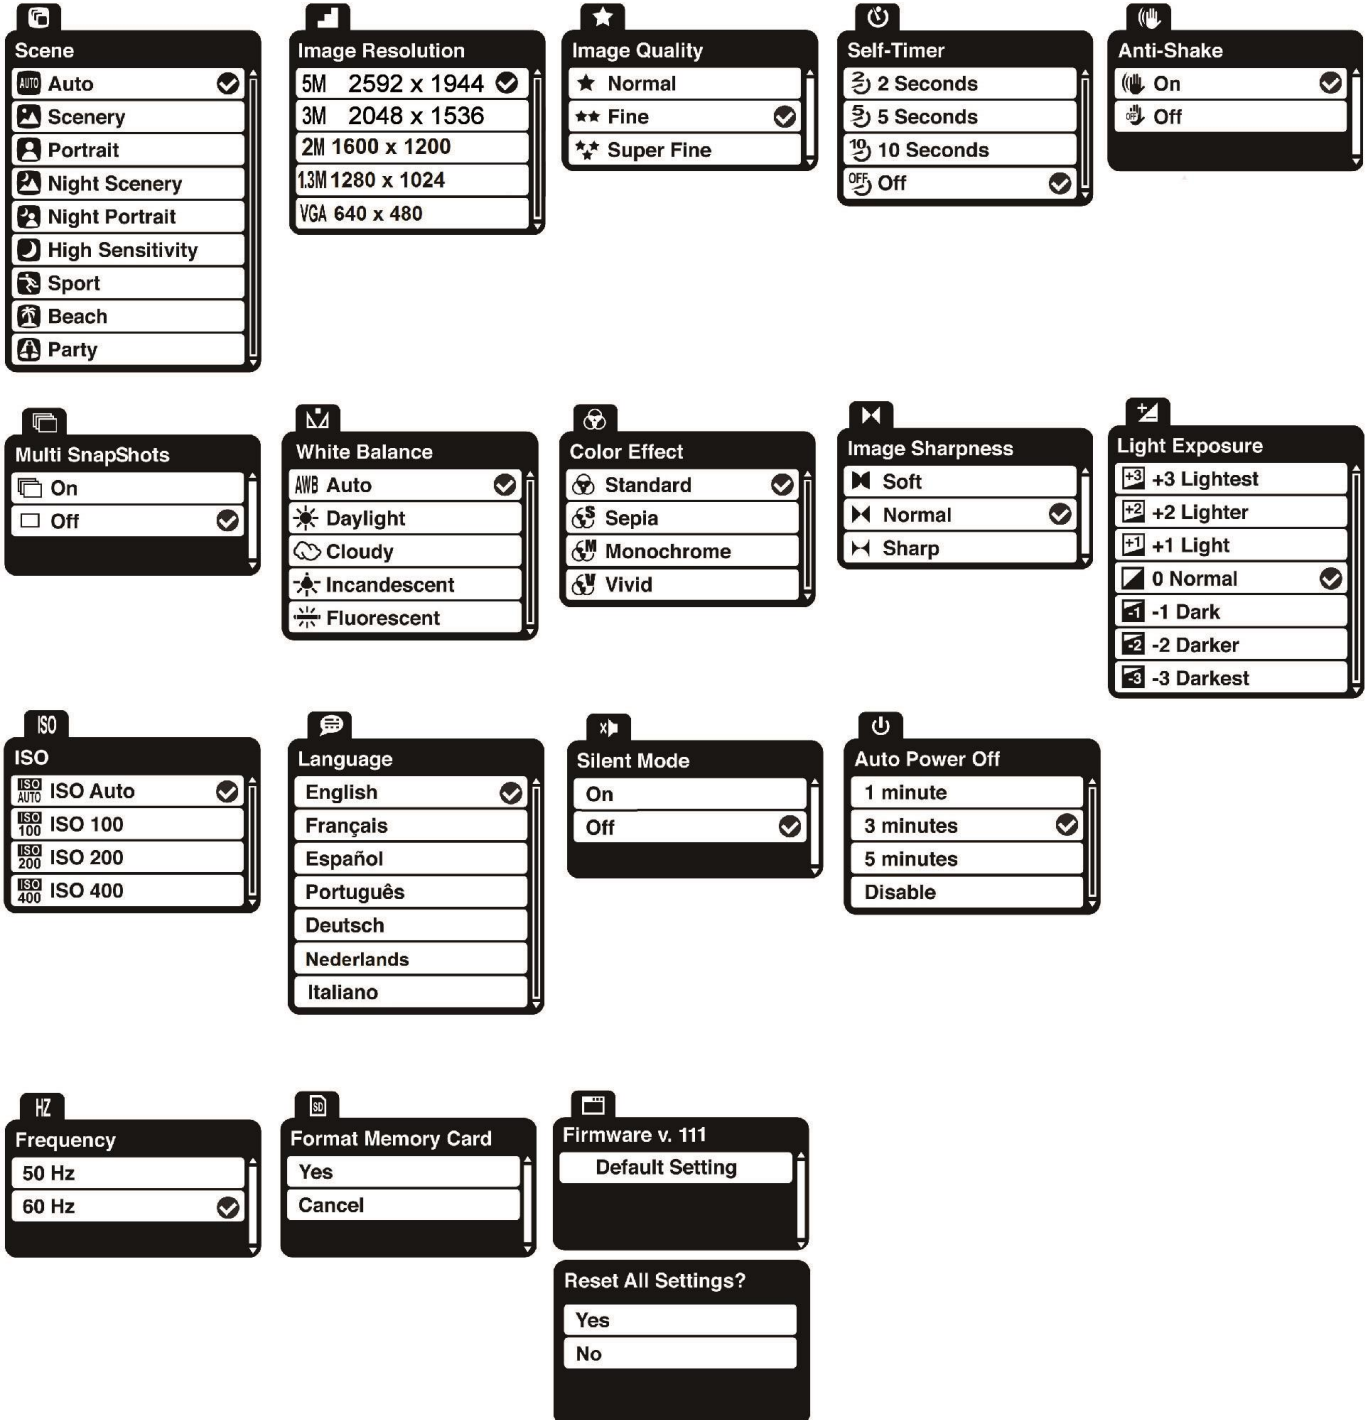 Scene
AUTO Auto
Scenery
Portrait
Night Scenery
Night Portrait
High Sensitivity
Sport
Beach
Party
Image Resolution
5M 2592 x 1944
3M 2048 x 1536
2M 1600 x 1200
1.3M 1280 x 1024
VGA 640 x 480
Image Quality
Normal
Fine
Super Fine
Self-Timer
2 2 Seconds
5 5 Seconds
10 10 Seconds
OFF Off
Anti-Shake
On
OFF Off
Multi SnapShots
On
Off
White Balance
AWB Auto
Daylight
Cloudy
Incandescent
Fluorescent
Color Effect
Standard
S Sepia
M Monochrome
V Vivid
Image Sharpness
Soft
Normal
Sharp
Light Exposure
+3 +3 Lightest
+2 +2 Lighter
+1 +1 Light
0 Normal
-1 -1 Dark
-2 -2 Darker
-3 -3 Darkest
ISO
ISO
ISO AUTO ISO Auto
ISO 100 ISO 100
ISO 200 ISO 200
ISO 400 ISO 400
Language
English
Français
Español
Português
Deutsch
Nederlands
Italiano
X
Silent Mode
On
Off
Auto Power Off
1 minute
3 minutes
5 minutes
Disable
HZ
Frequency
50 Hz
60 Hz
SD
Format Memory Card
Yes
Cancel
Firmware v. 111
Default Setting
Reset All Settings?
Yes
No